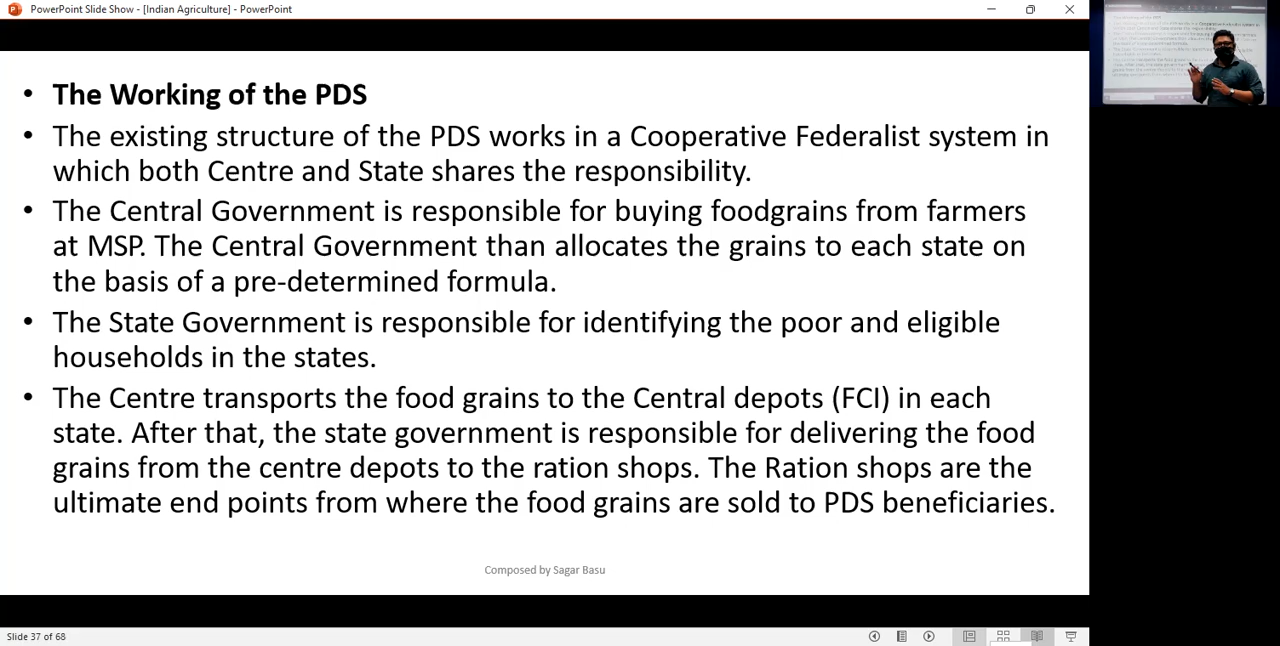 PowerPoint Slide Show - [Indian Agriculture] - PowerPoint
• The Working of the PDS
• The existing structure of the PDS works in a Cooperative Federalist system in
which both Centre and State shares the responsibility.
• The Central Government is responsible for buying foodgrains from farmers
at MSP. The Central Government than allocates the grains to each state on
the basis of a pre-determined formula.
• The State Government is responsible for identifying the poor and eligible
households in the states.
• The Centre transports the food grains to the Central depots (FCI) in each
state. After that, the state government is responsible for delivering the food
grains from the centre depots to the ration shops. The Ration shops are the
ultimate end points from where the food grains are sold to PDS beneficiaries.
Composed by Sagar Basu
Slide 37 of 68